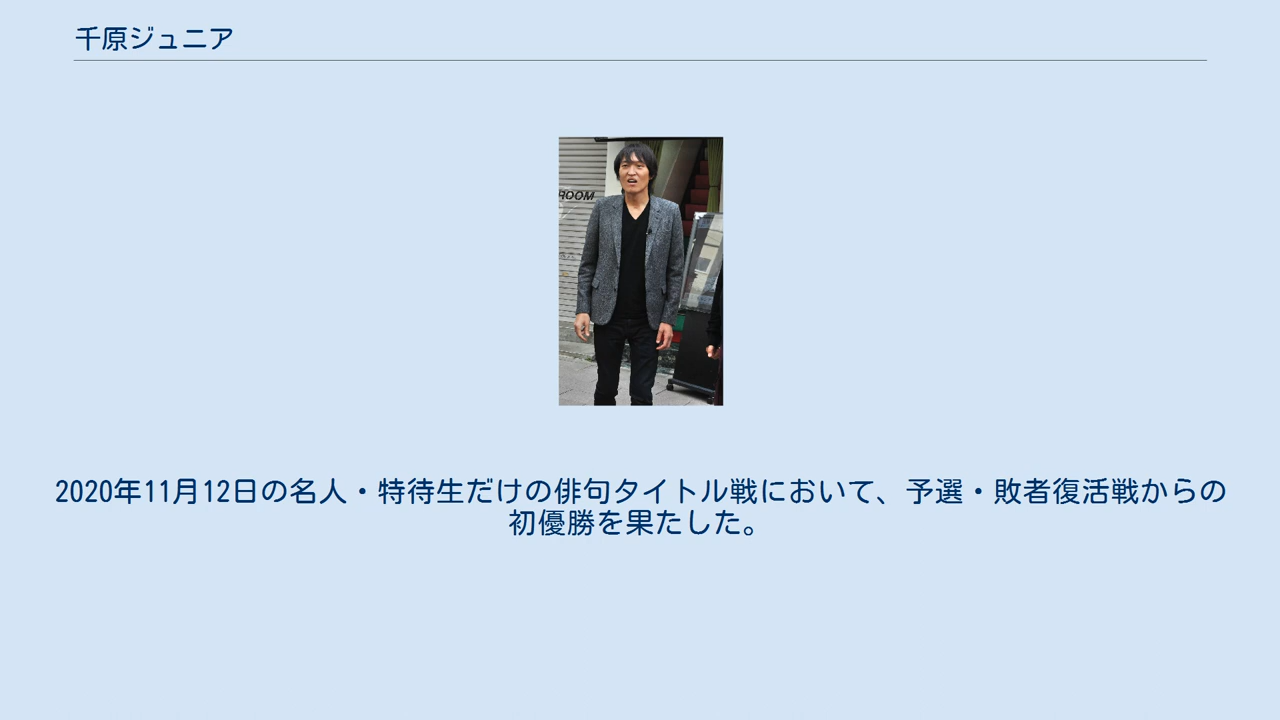 千原ジュニア
ROOM
2020年11月12日の名人・特待生だけの俳句タイトル戦において、予選・敗者復活戦からの
初優勝を果たした。